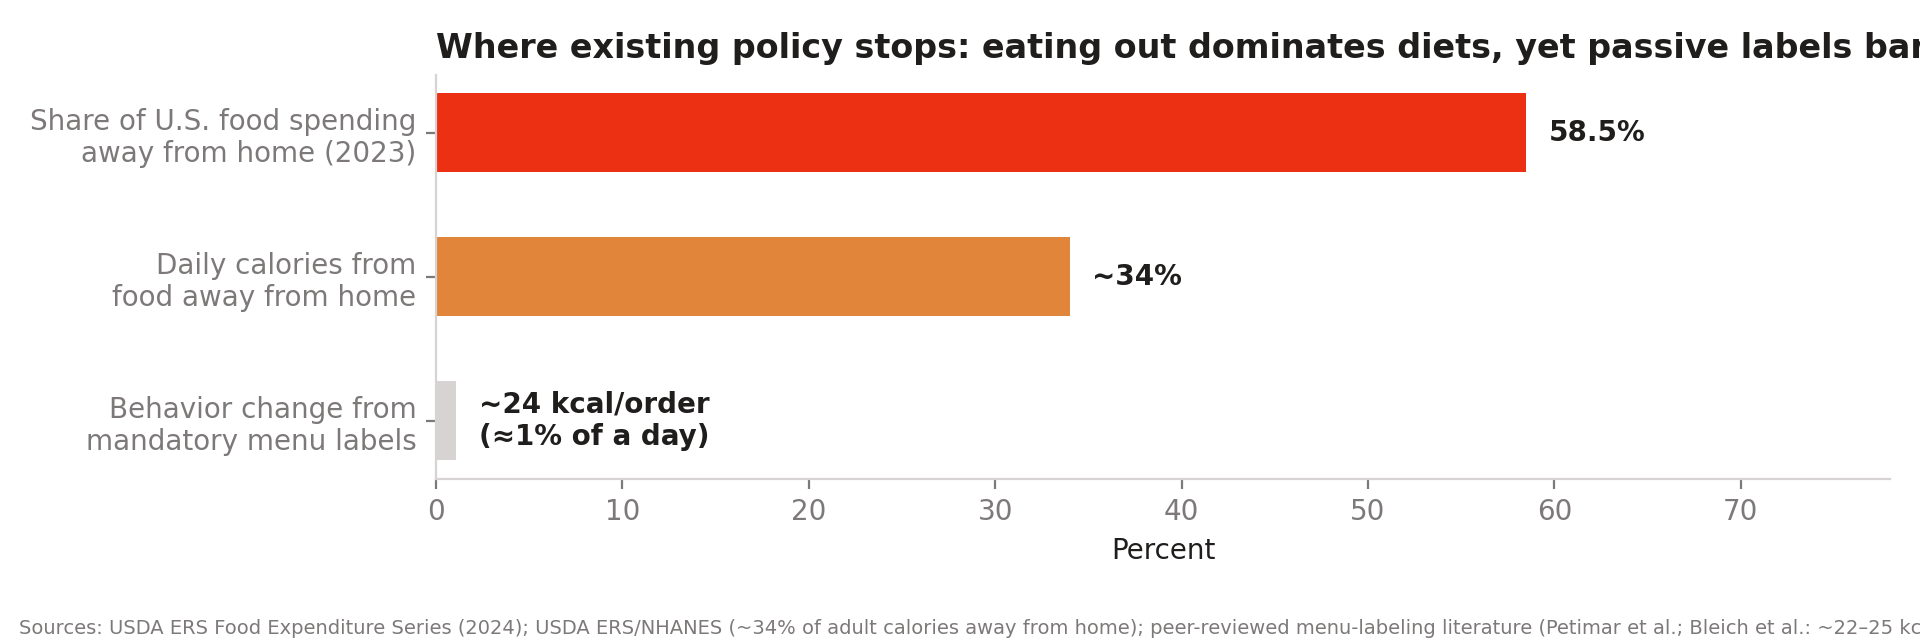 Where existing policy stops: eating out dominates diets, yet passive labels bar
Share of U.S. food spending
away from home (2023)
58.5%
Daily calories from
food away from home
~34%
Behavior change from
mandatory menu labels
~24 kcal/order
(≈1% of a day)
0 10 20 30 40 50 60 70
Percent
Sources: USDA ERS Food Expenditure Series (2024); USDA ERS/NHANES (~34% of adult calories away from home); peer-reviewed menu-labeling literature (Petimar et al.; Bleich et al.: ~22–25 kc